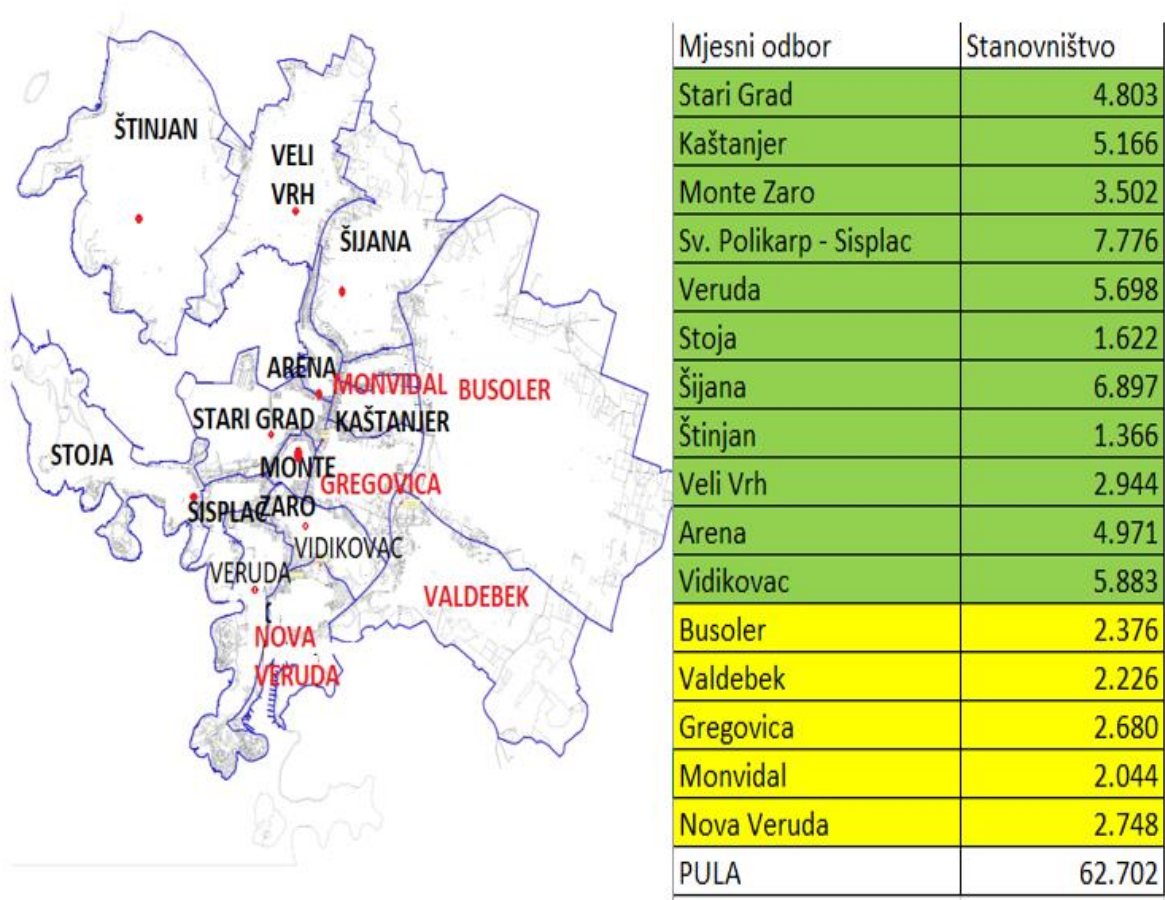 ŠTINJAN
VELI
VRH
ŠIJANA
ARENA
MONVIDAL
BUSOLER
STARI GRAD
KAŠTANJER
STOJA
MONTE
ZARO
GREGOVICA
ŠISPLAC
VIDIKOVAC
VERUDA
VALDEBEK
NOVA
VERUDA
Mjesni odbor Stanovništvo
Stari Grad 4.803
Kaštanjer 5.166
Monte Zaro 3.502
Sv. Polikarp - Sisplac 7.776
Veruda 5.698
Stoja 1.622
Šijana 6.897
Štinjan 1.366
Veli Vrh 2.944
Arena 4.971
Vidikovac 5.883
Busoler 2.376
Valdebek 2.226
Gregovica 2.680
Monvidal 2.044
Nova Veruda 2.748
PULA 62.702